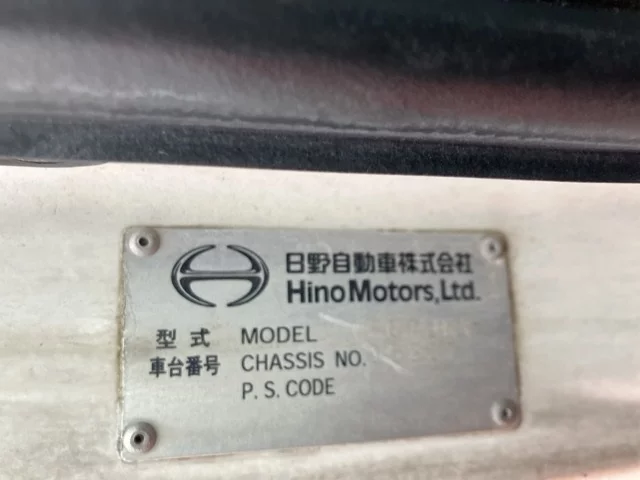 日野自動車株式会社
Hino Motors, Ltd.
型式 MODEL
車台番号 CHASSIS NO.
P. S. CODE